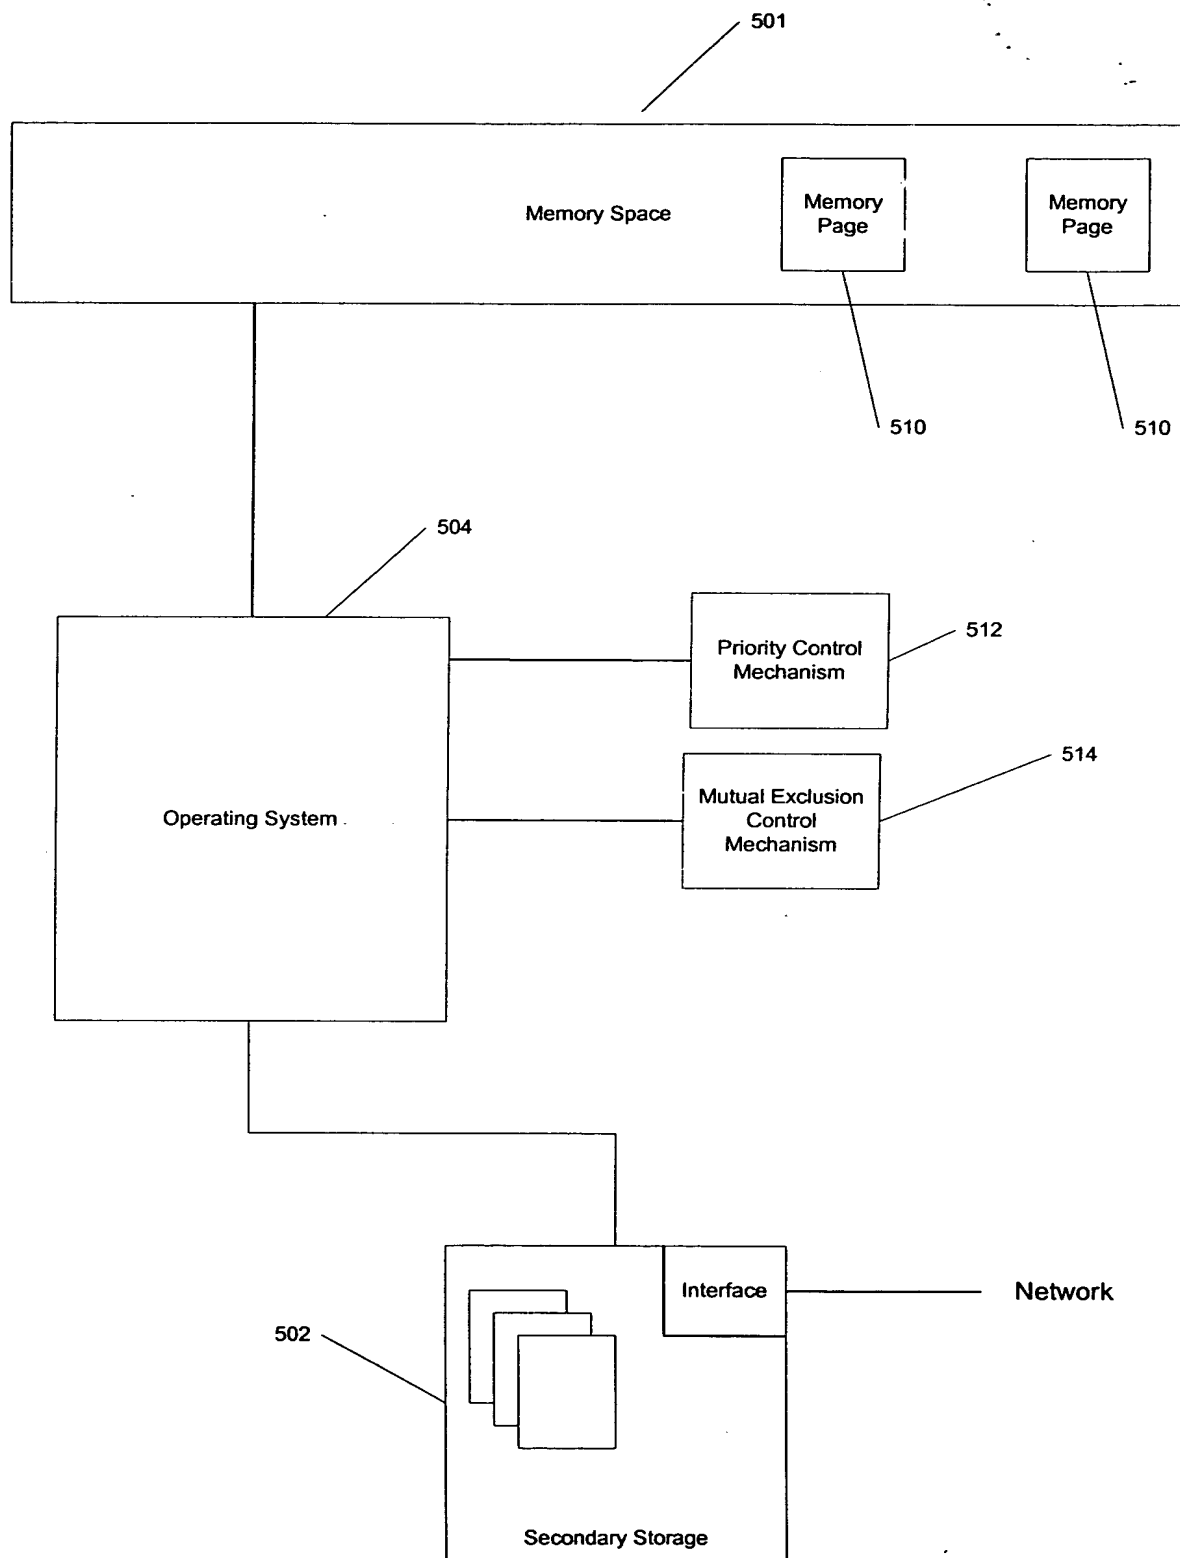 501
Memory Space
Memory
Page
Memory
Page
510
510
504
Priority Control
Mechanism
512
514
Mutual Exclusion
Control
Mechanism
Operating System
Interface
Network
502
Secondary Storage